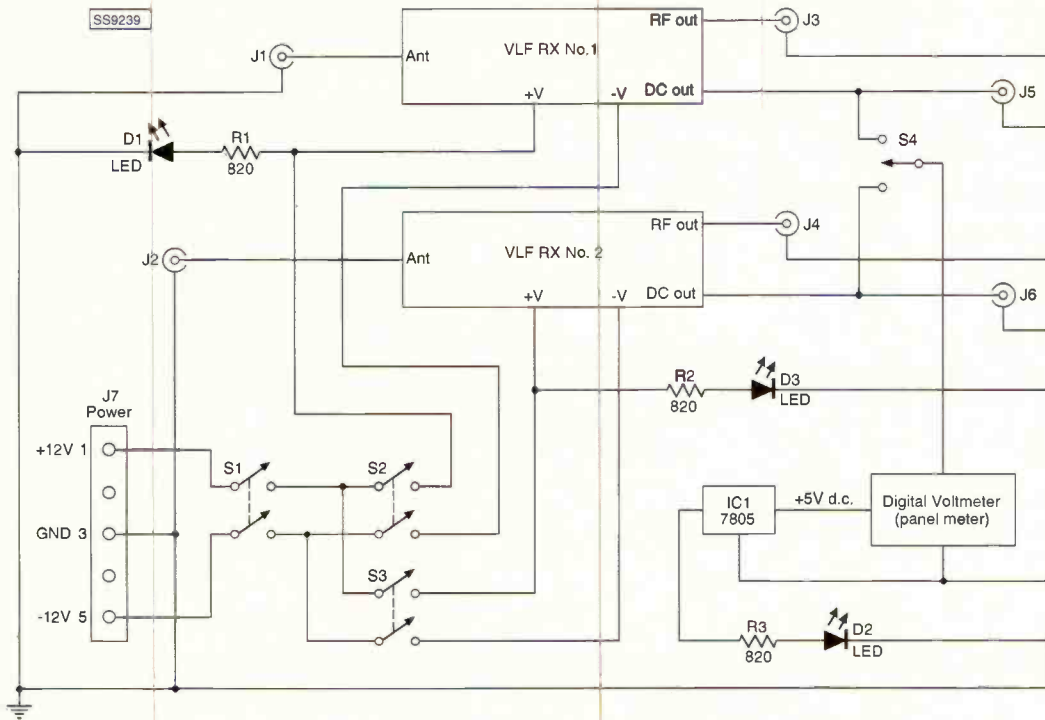 SS9239
RF out
J3
J1
Ant
VLF RX No.1
+V
-V
DC out
J5
D1
LED
R1
820
S4
RF out
J4
J2
Ant
VLF RX No. 2
+V
-V
DC out
J6
R2
820
D3
LED
J7
Power
+12V 1
S1
S2
GND 3
IC1
7805
+5V d.c.
Digital Voltmeter
(panel meter)
S3
-12V 5
R3
820
D2
LED